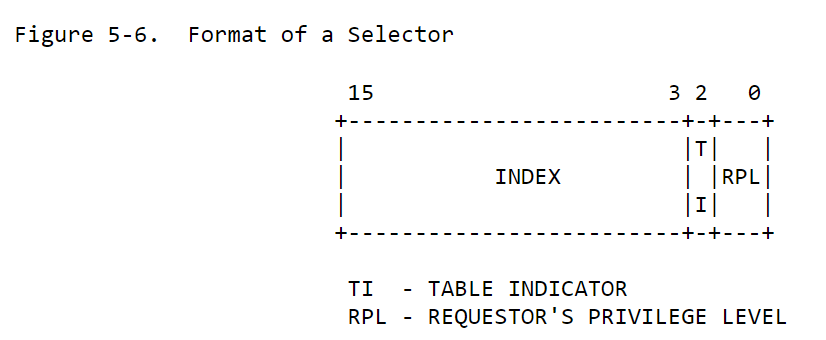 Figure 5-6.  Format of a Selector
15 3 2 0
T
INDEX RPL
I
TI  - TABLE INDICATOR
RPL - REQUESTOR'S PRIVILEGE LEVEL